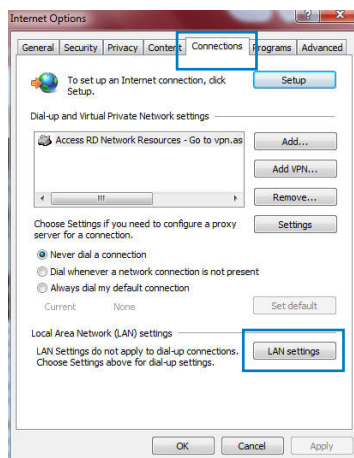 Internet Options
General Security Privacy Content Connections Programs Advanced
To set up an Internet connection, click
Setup.
Setup
Dial-up and Virtual Private Network settings
Access RD Network Resources - Go to vpn.as
Add...
Add VPN...
Remove...
Choose Settings if you need to configure a proxy
server for a connection.
Settings
Never dial a connection
Dial whenever a network connection is not present
Always dial my default connection
Current None
Set default
Local Area Network (LAN) settings
LAN Settings do not apply to dial-up connections.
Choose Settings above for dial-up settings.
LAN settings
OK Cancel Apply